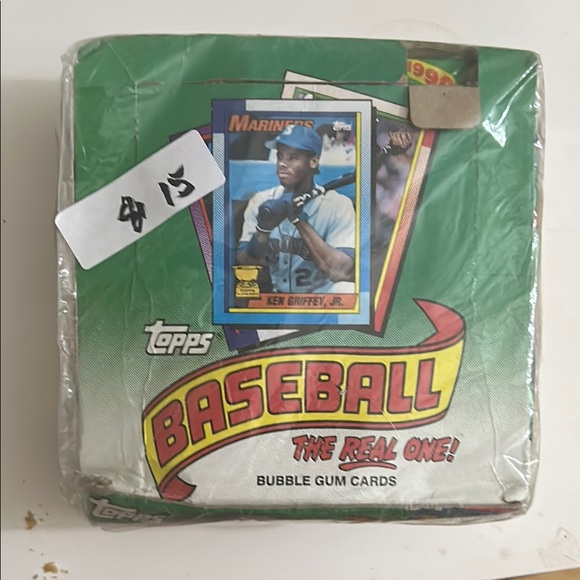 1990
MARINERS
topps
$ 15
KEN GRIFFEY, JR.
topps
BASEBALL
THE REAL ONE!
BUBBLE GUM CARDS
TOPPS